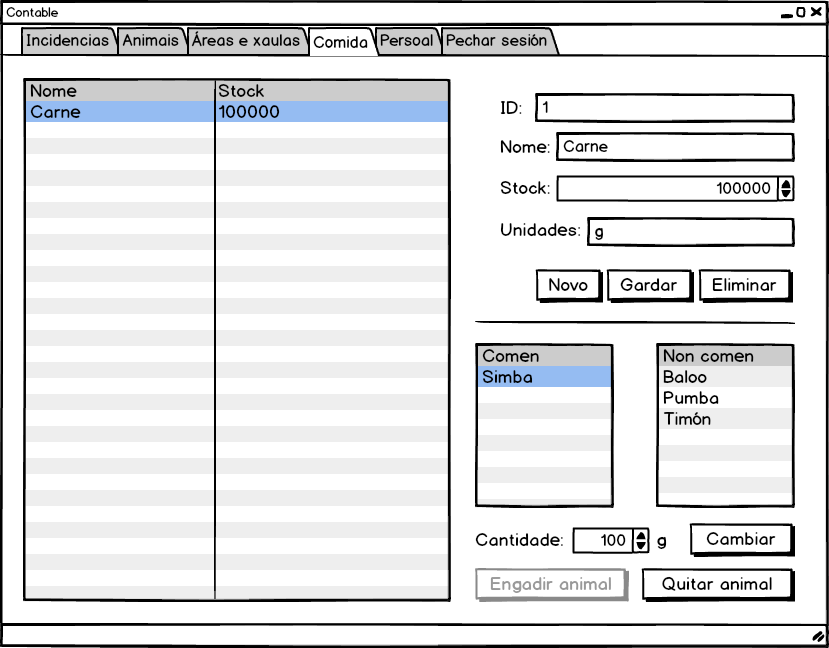 Contable
Incidencias Animais Áreas e xaulas Comida Persoal Pechar sesión
Nome Stock
Carne 100000
ID: 1
Nome: Carne
Stock: 100000
Unidades: g
Novo Gardar Eliminar
Comen
Simba
Non comen
Baloo
Pumba
Timón
Cantidade: 100 g Cambiar
Engadir animal Quitar animal